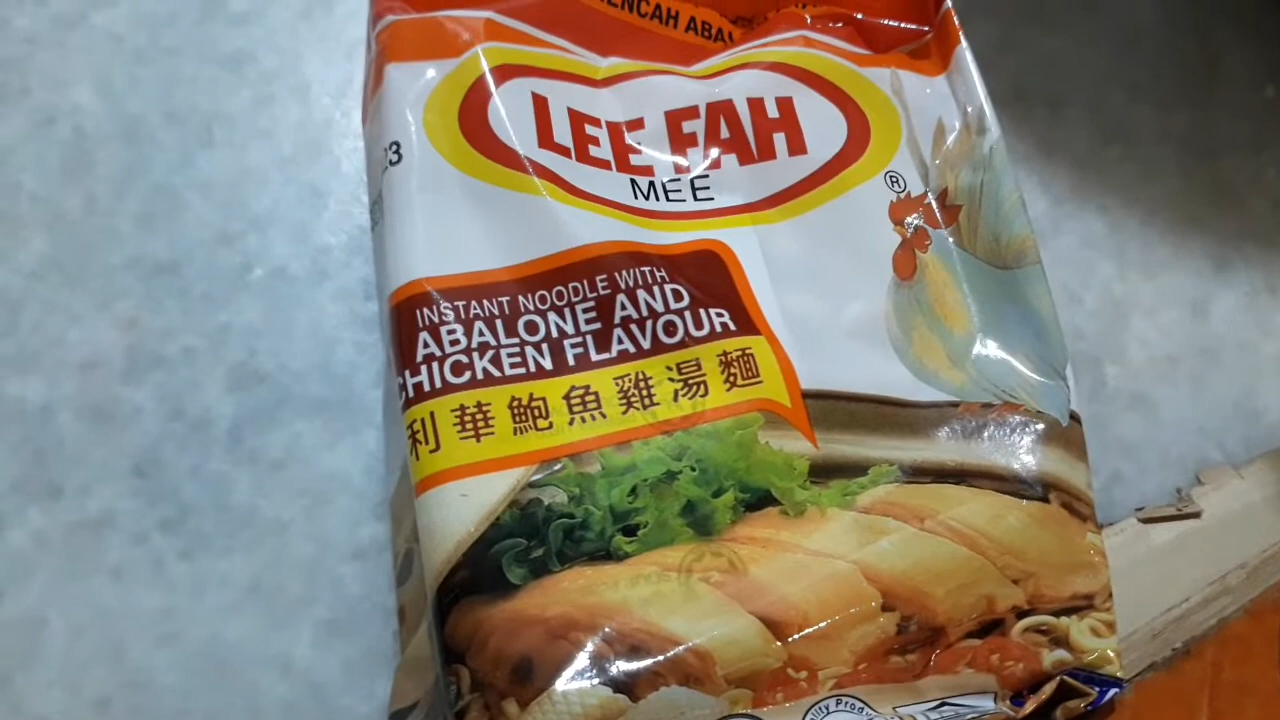 LEE FAH
MEE
®
INSTANT NOODLE WITH
ABALONE AND
CHICKEN FLAVOUR
利華鮑魚雞湯麵